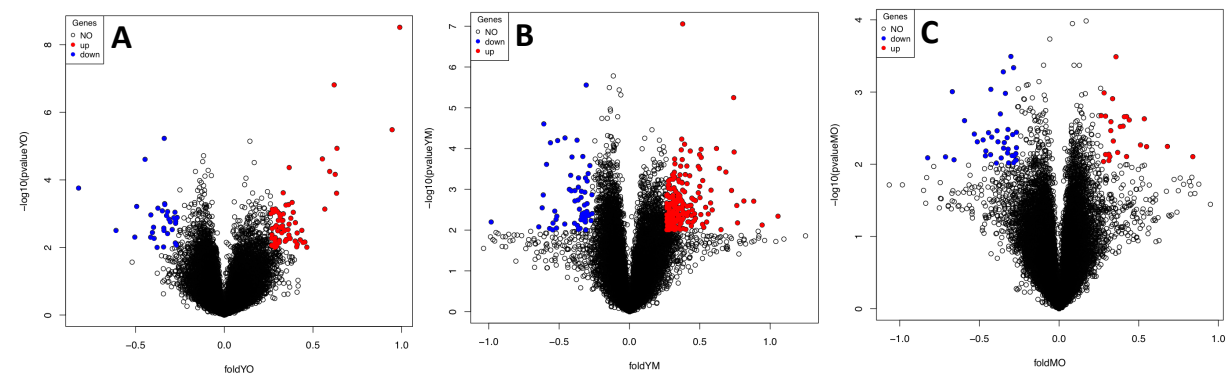 Genes
NO
up
down
A
−log10(pvalueYO)
0
2
4
6
8
−0.5
0.0
0.5
1.0
foldYO
Genes
NO
down
up
B
−log10(pvalueYM)
0
1
2
3
4
5
6
7
−1.0
−0.5
0.0
0.5
1.0
foldYM
Genes
NO
down
up
C
−log10(pvalueMO)
0
1
2
3
4
−1.0
−0.5
0.0
0.5
1.0
foldMO